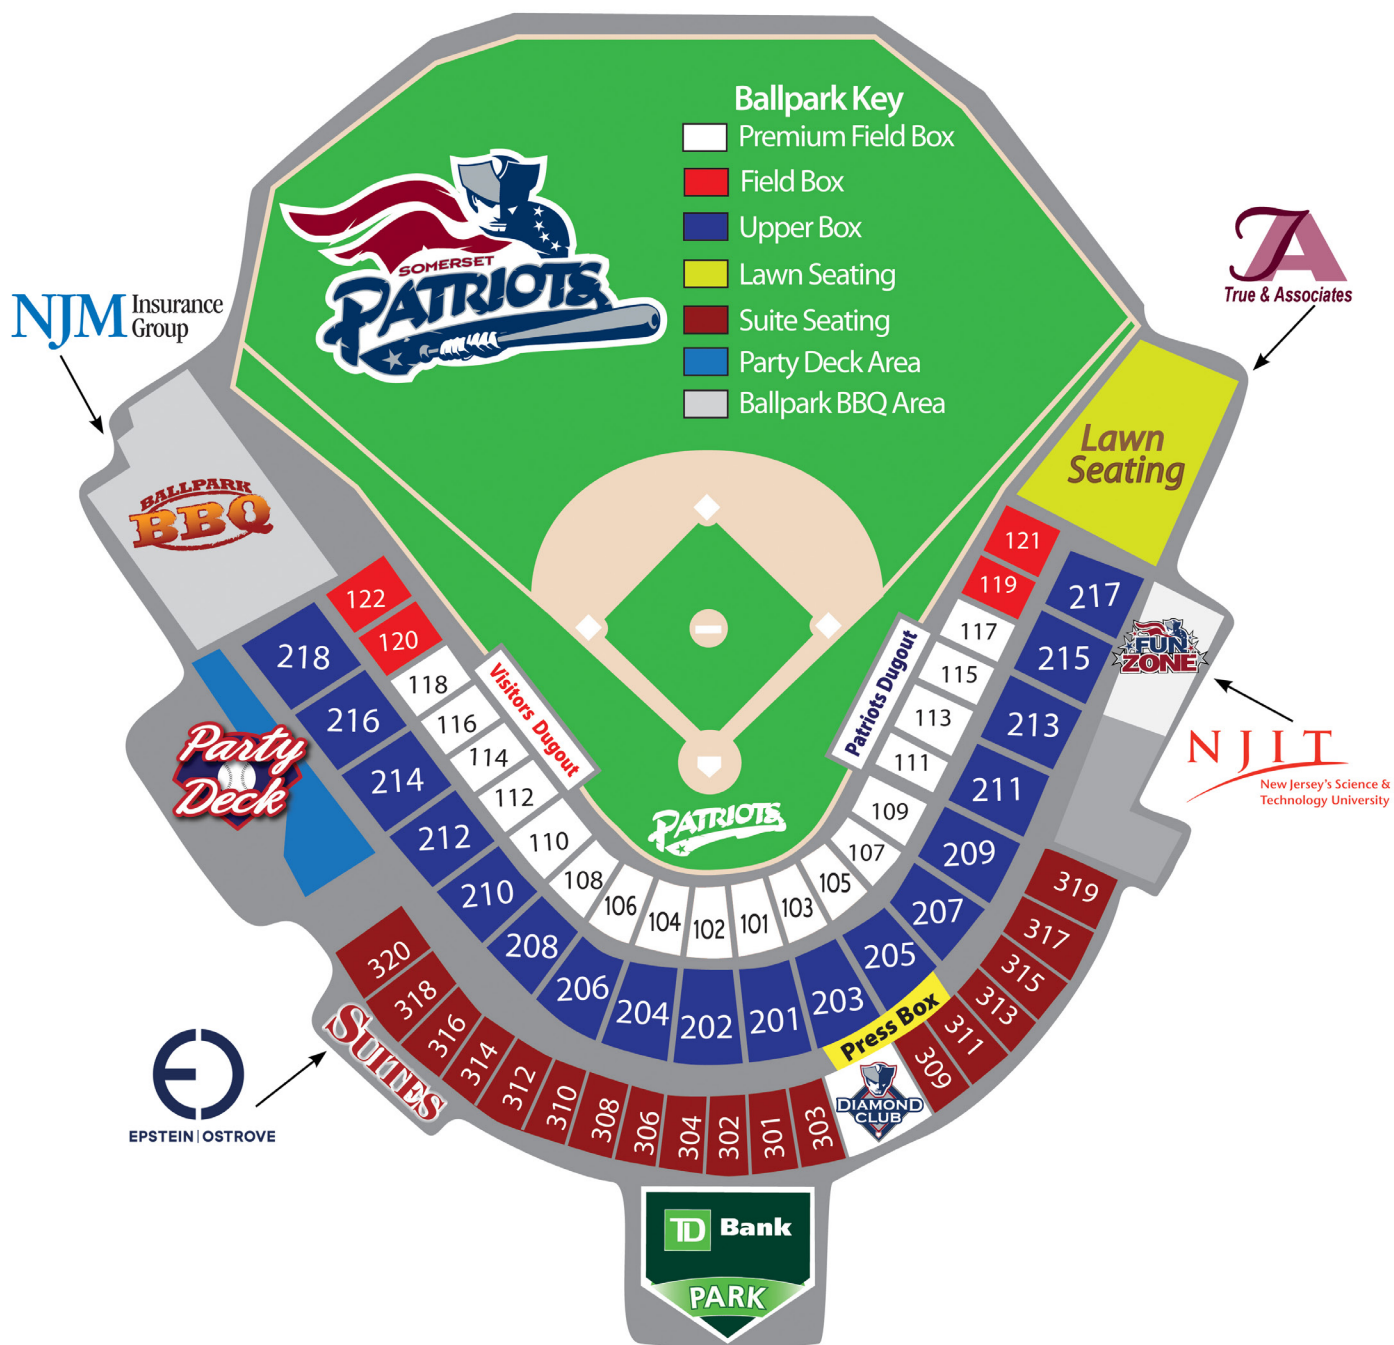 Ballpark Key
Premium Field Box
Field Box
Upper Box
Lawn Seating
Suite Seating
Party Deck Area
Ballpark BBQ Area
SOMERSET
PATRIOTS
NJM Insurance
Group
TA
True & Associates
Lawn
Seating
BALLPARK
BBQ
121
119
117
115
113
111
109
107
105
103
101
102
104
106
108
110
112
114
116
118
120
122
Visitors Dugout
Patriots Dugout
PATRIOTS
217
215
213
211
209
207
205
203
201
202
204
206
208
210
212
214
216
218
FUN
ZONE
NJIT
New Jersey's Science &
Technology University
Party
Deck
Press Box
DIAMOND
CLUB
319
317
315
313
311
309
303
301
302
304
306
308
310
312
314
316
318
320
SUITES
EPSTEIN | OSTROVE
TD Bank
PARK